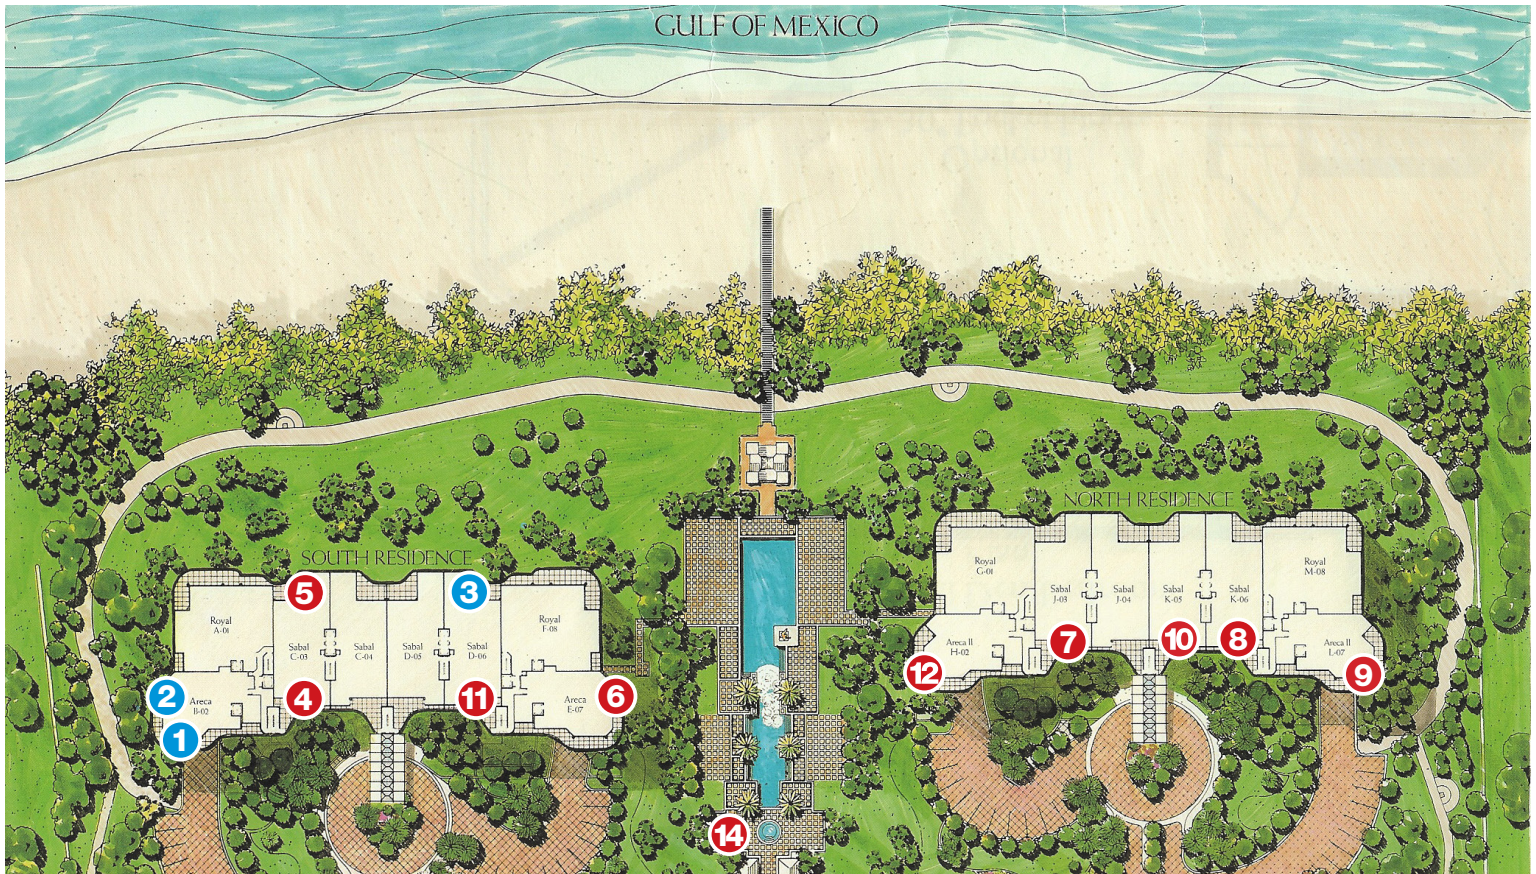 GULF OF MEXICO
NORTH RESIDENCE
SOUTH RESIDENCE
Royal
A-01
5
Sabal
C-03
Sabal
C-04
Sabal
D-05
3
Sabal
D-06
Royal
F-08
2
Areca
B-02
1
4
11
Areca
E-07
6
Royal
G-01
Sabal
J-03
Sabal
J-04
Sabal
K-05
Sabal
K-06
Royal
M-08
Areca II
H-02
12
7
10
8
Areca II
L-07
9
14